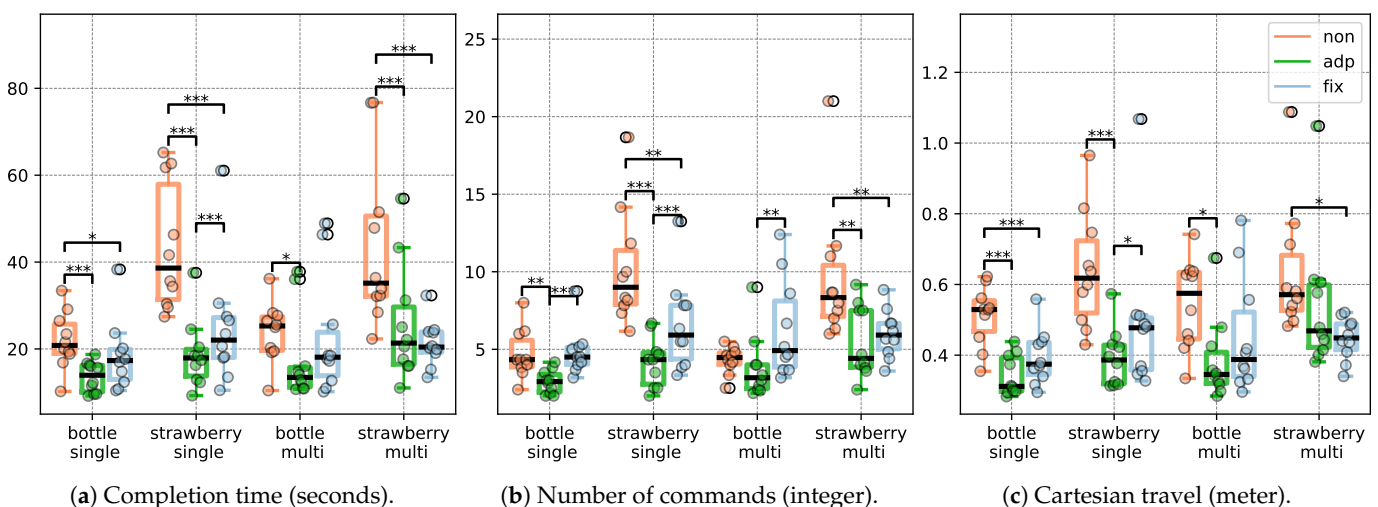 80
60
40
20
***
*
***
***
***
*
***
***
bottle
single
strawberry
single
bottle
multi
strawberry
multi
(a) Completion time (seconds).
25
20
15
10
5
**
***
**
***
***
**
**
**
bottle
single
strawberry
single
bottle
multi
strawberry
multi
(b) Number of commands (integer).
1.2
1.0
0.8
0.6
0.4
***
***
***
*
*
*
non
adp
fix
bottle
single
strawberry
single
bottle
multi
strawberry
multi
(c) Cartesian travel (meter).